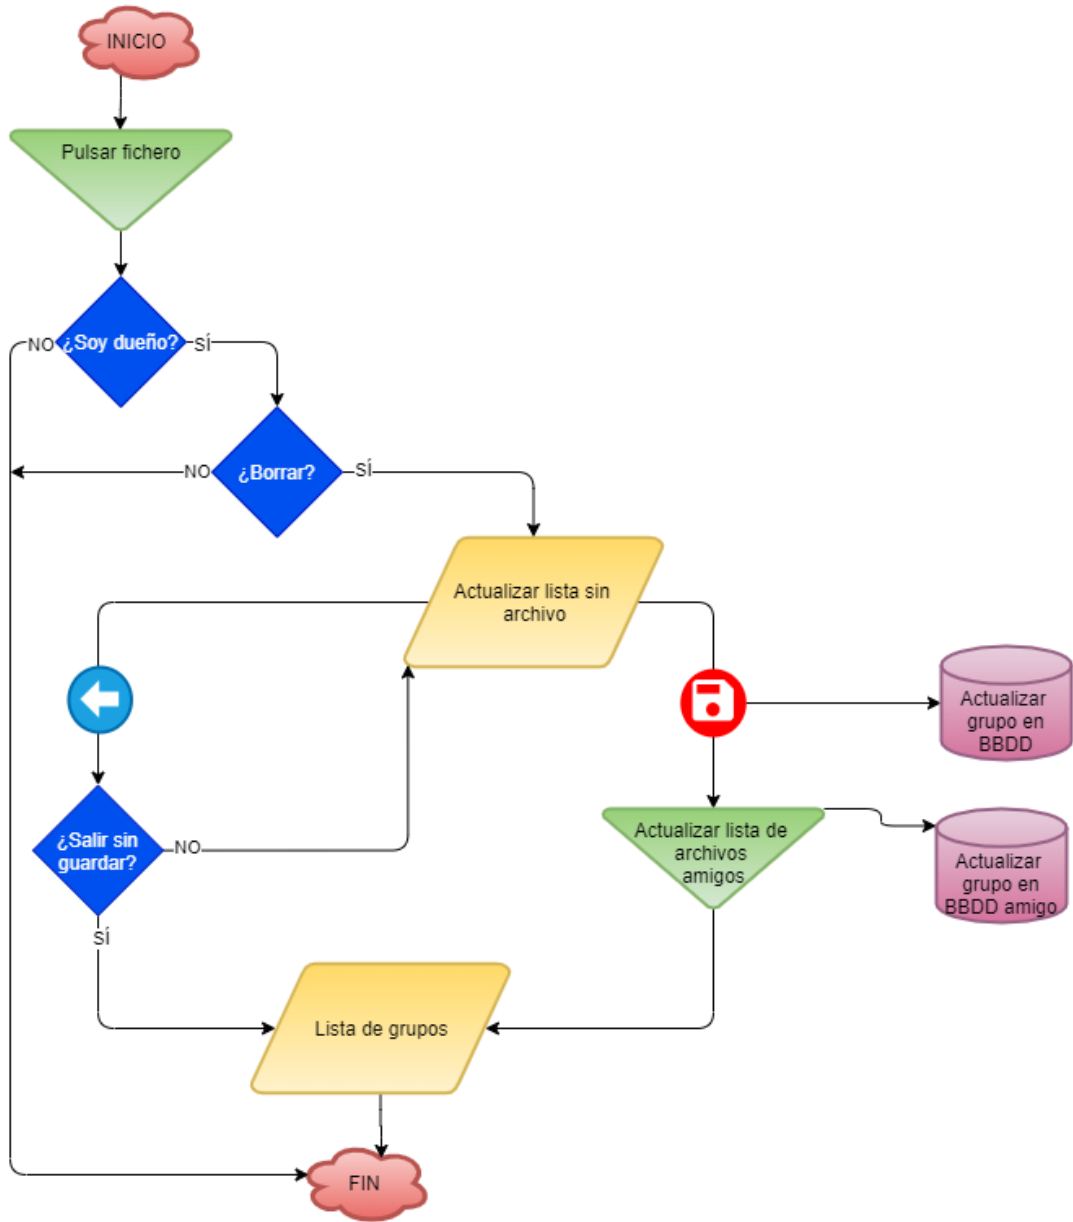 INICIO
Pulsar fichero
NO
¿Soy dueño?
SÍ
NO
¿Borrar?
SÍ
Actualizar lista sin
archivo
Actualizar
grupo en
BBDD
¿Salir sin
guardar?
NO
Actualizar lista de
archivos
amigos
Actualizar
grupo en
BBDD amigo
SÍ
Lista de grupos
FIN